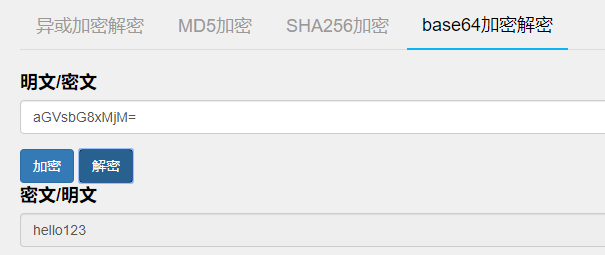 异或加密解密 MD5加密 SHA256加密 base64加密解密
明文/密文
aGVsbG8xMjM=
加密 解密
密文/明文
hello123